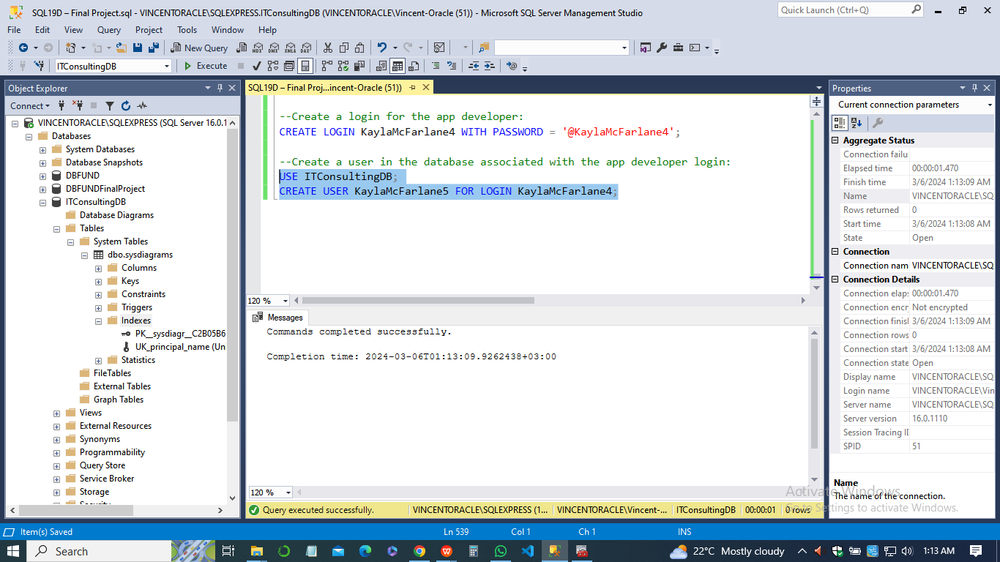 SQL19D – Final Project.sql - VINCENTORACLE\SQLEXPRESS.ITConsultingDB (VINCENTORACLE\Vincent-Oracle (51)) - Microsoft SQL Server Management Studio
Quick Launch (Ctrl+Q)
File Edit View Query Project Tools Window Help
New Query
MDX DMX XMLA DAX
ITConsultingDB
Execute
Object Explorer
Connect
VINCENTORACLE\SQLEXPRESS (SQL Server 16.0.1
Databases
System Databases
Database Snapshots
DBFUND
DBFUNDFinalProject
ITConsultingDB
Database Diagrams
Tables
System Tables
dbo.sysdiagrams
Columns
Keys
Constraints
Triggers
Indexes
PK__sysdiagr__C2B05B6
UK_principal_name (Un
Statistics
FileTables
External Tables
Graph Tables
Views
External Resources
Synonyms
Programmability
Query Store
Service Broker
Storage
Security
SQL19D – Final Proj...incent-Oracle (51))
--Create a login for the app developer:
CREATE LOGIN KaylaMcFarlane4 WITH PASSWORD = '@KaylaMcFarlane4';
--Create a user in the database associated with the app developer login:
USE ITConsultingDB;
CREATE USER KaylaMcFarlane5 FOR LOGIN KaylaMcFarlane4;
120 %
Messages
Commands completed successfully.
Completion time: 2024-03-06T01:13:09.9262438+03:00
120 %
Query executed successfully.
VINCENTORACLE\SQLEXPRESS (1...
VINCENTORACLE\Vincent-...
ITConsultingDB
00:00:01
0 rows
Properties
Current connection parameters
Aggregate Status
Connection failu
Elapsed time 00:00:01.470
Finish time 3/6/2024 1:13:09 AM
Name VINCENTORACLE\SQ
Rows returned 0
Start time 3/6/2024 1:13:08 AM
State Open
Connection
Connection nam VINCENTORACLE\SQ
Connection Details
Connection elaps 00:00:01.470
Connection encr Not encrypted
Connection finisl 3/6/2024 1:13:09 AM
Connection rows 0
Connection start 3/6/2024 1:13:08 AM
Connection state Open
Display name VINCENTORACLE\SQ
Login name VINCENTORACLE\Vin
Server name VINCENTORACLE\SQ
Server version 16.0.1110
Session Tracing ID
SPID 51
Name
The name of the connection.
Activate Windows
Go to Settings to activate Windows.
Item(s) Saved
Ln 539
Col 1
Ch 1
INS
Search
22°C Mostly cloudy
1:13 AM